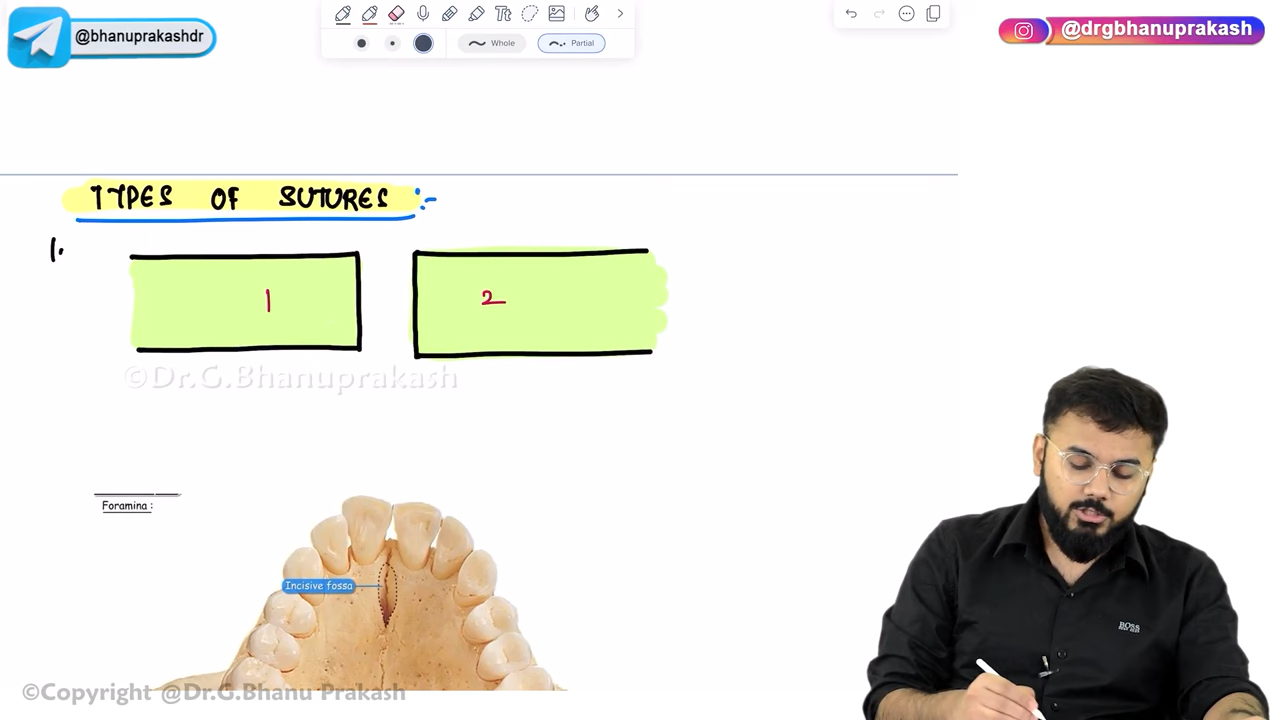 @bhanuprakashdr
@drgbhanuprakash
Tt
Whole
Partial
TYPES OF SUTURES :-
1.
1
2
©Dr.G.Bhanuprakash
Foramina :
Incisive fossa
BOSS
©Copyright @Dr.G.Bhanu Prakash